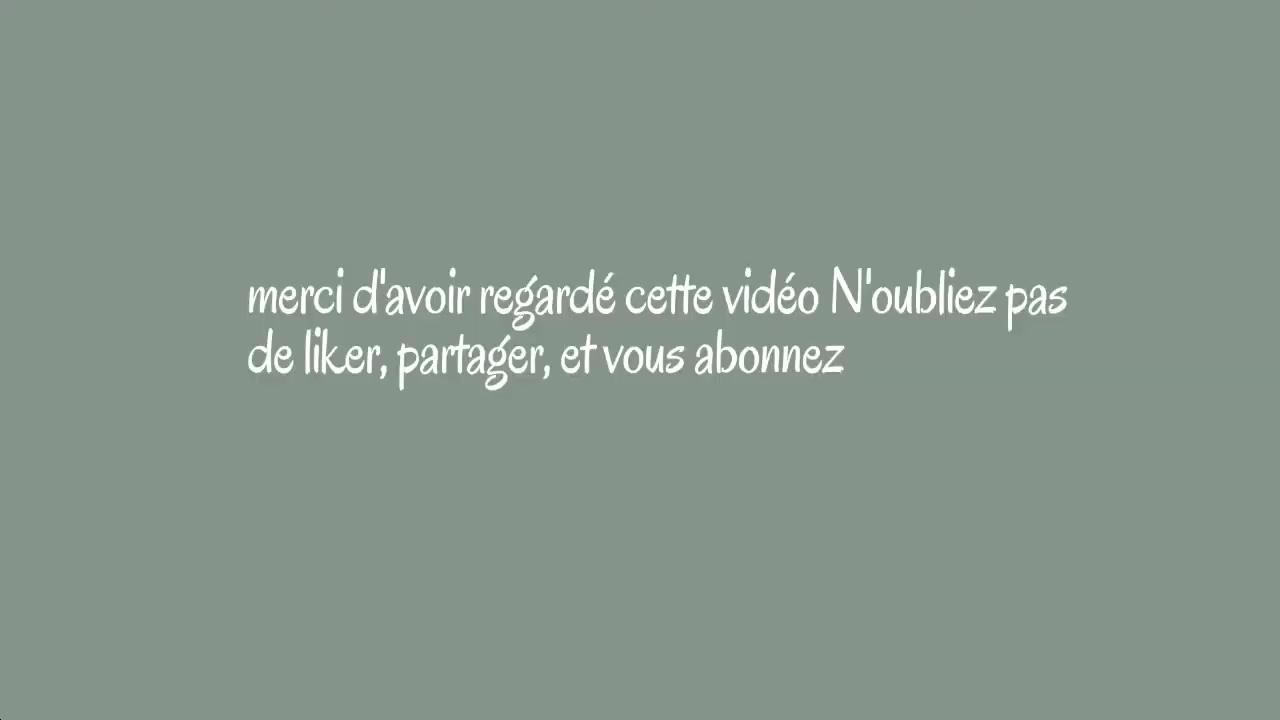 merci d'avoir regardé cette vidéo N'oubliez pas
de liker, partager, et vous abonnez